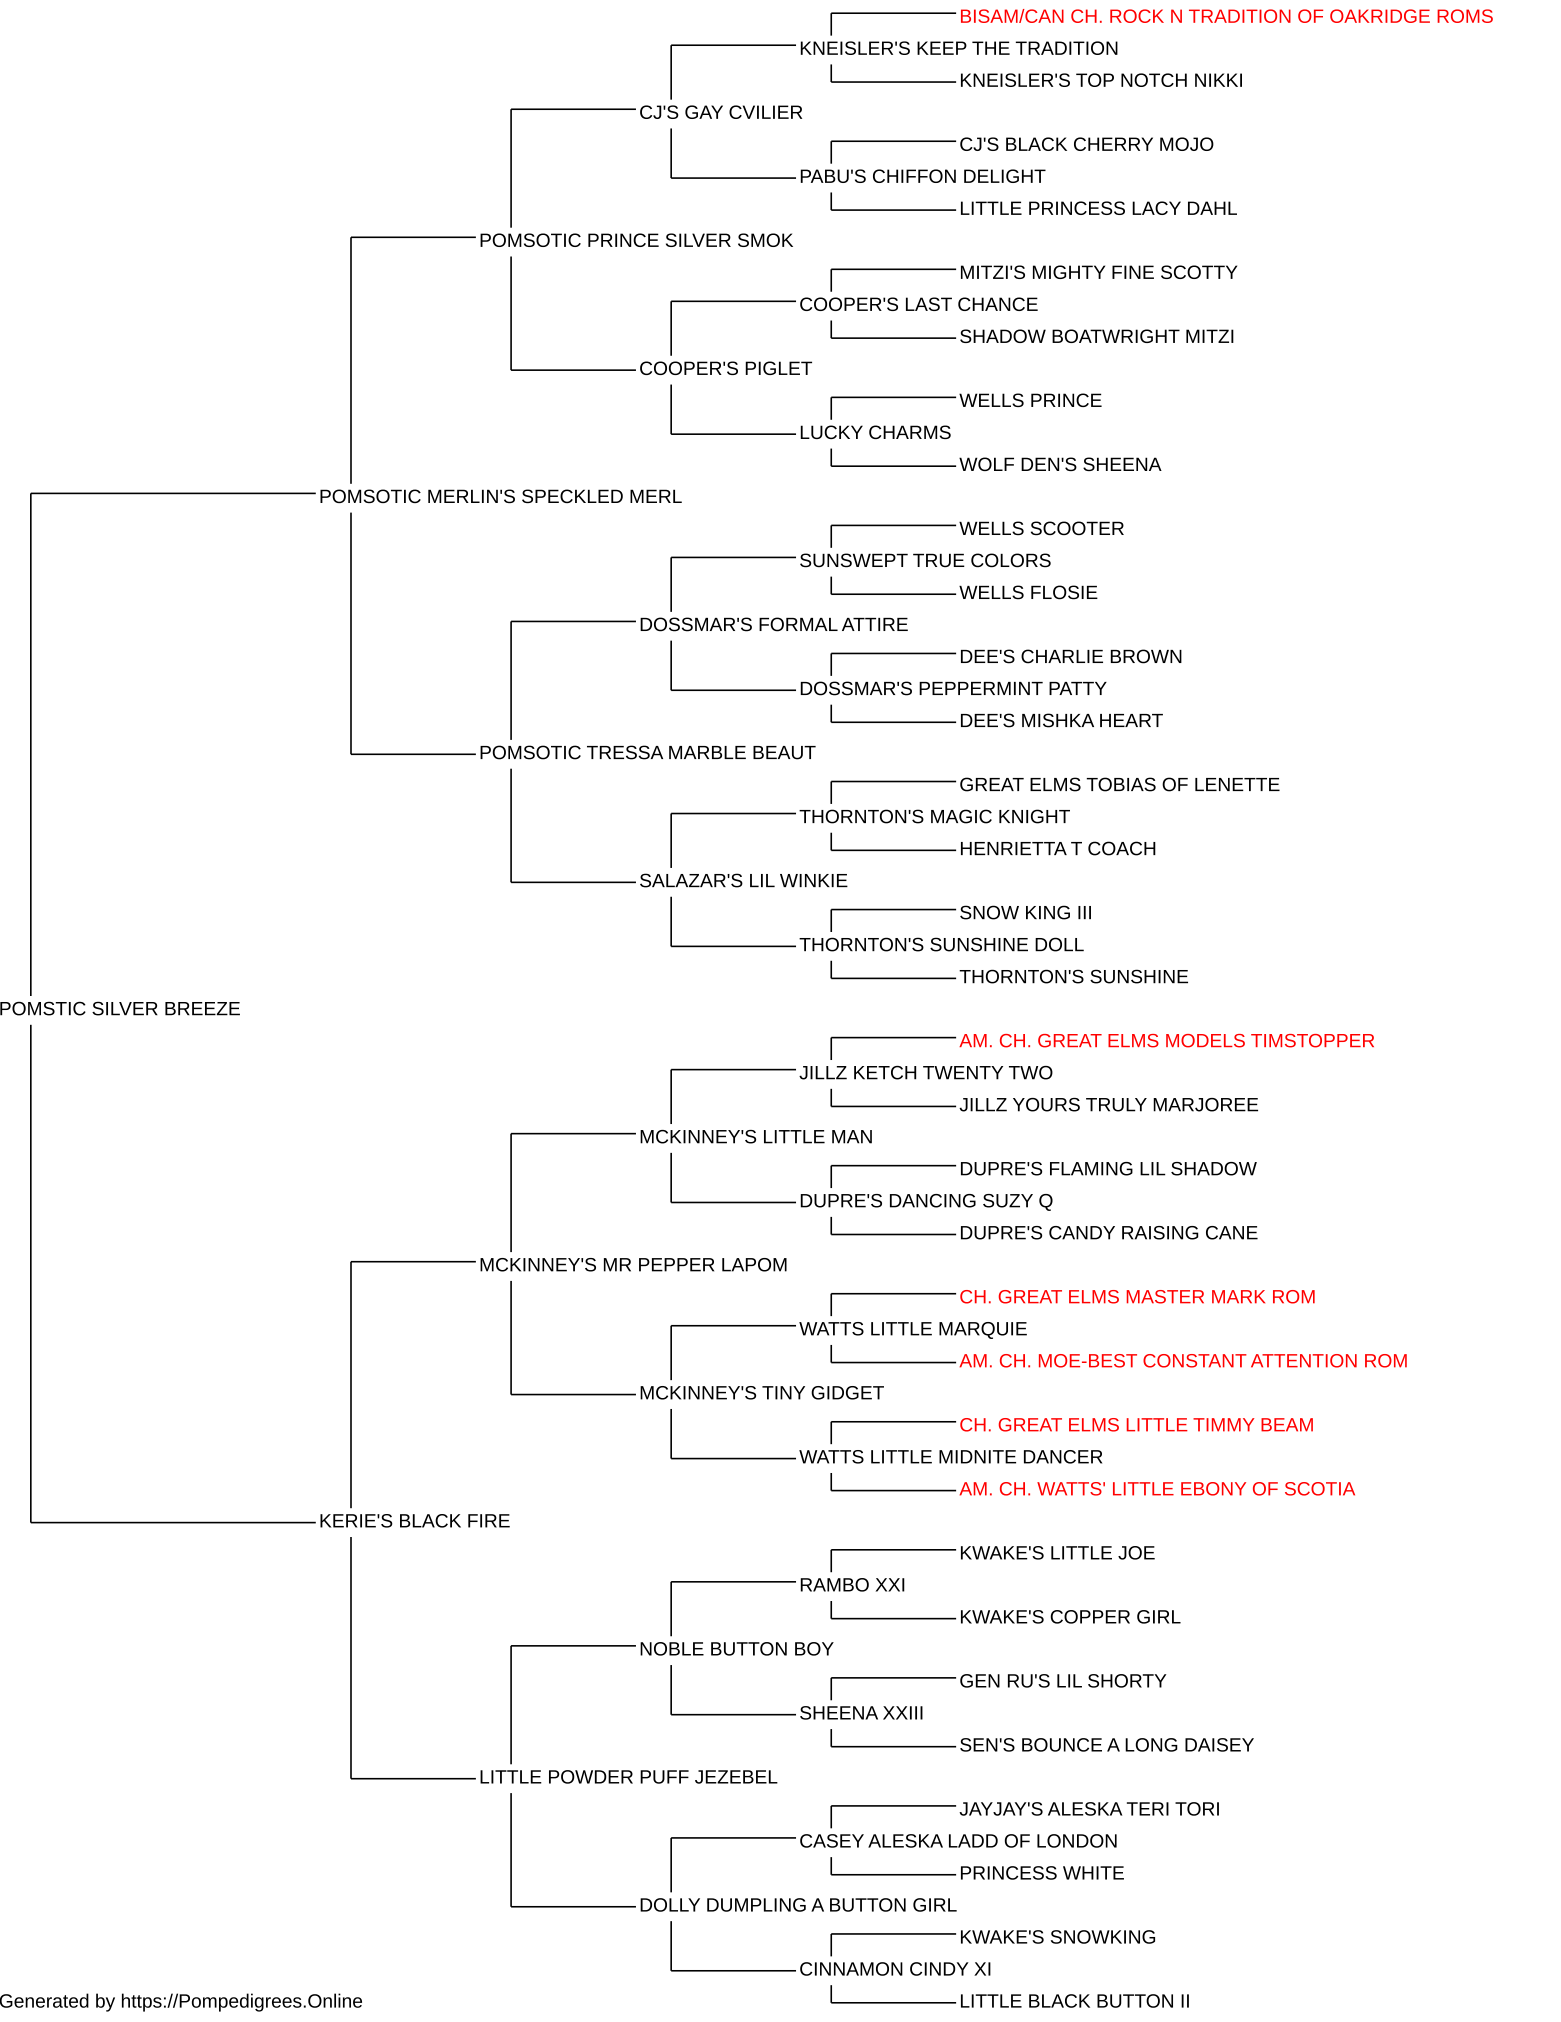 BISAM/CAN CH. ROCK N TRADITION OF OAKRIDGE ROMS
KNEISLER'S KEEP THE TRADITION
KNEISLER'S TOP NOTCH NIKKI
CJ'S GAY CVILIER
CJ'S BLACK CHERRY MOJO
PABU'S CHIFFON DELIGHT
LITTLE PRINCESS LACY DAHL
POMSOTIC PRINCE SILVER SMOK
MITZI'S MIGHTY FINE SCOTTY
COOPER'S LAST CHANCE
SHADOW BOATWRIGHT MITZI
COOPER'S PIGLET
WELLS PRINCE
LUCKY CHARMS
WOLF DEN'S SHEENA
POMSOTIC MERLIN'S SPECKLED MERL
WELLS SCOOTER
SUNSWEPT TRUE COLORS
WELLS FLOSIE
DOSSMAR'S FORMAL ATTIRE
DEE'S CHARLIE BROWN
DOSSMAR'S PEPPERMINT PATTY
DEE'S MISHKA HEART
POMSOTIC TRESSA MARBLE BEAUT
GREAT ELMS TOBIAS OF LENETTE
THORNTON'S MAGIC KNIGHT
HENRIETTA T COACH
SALAZAR'S LIL WINKIE
SNOW KING III
THORNTON'S SUNSHINE DOLL
THORNTON'S SUNSHINE
POMSTIC SILVER BREEZE
AM. CH. GREAT ELMS MODELS TIMSTOPPER
JILLZ KETCH TWENTY TWO
JILLZ YOURS TRULY MARJOREE
MCKINNEY'S LITTLE MAN
DUPRE'S FLAMING LIL SHADOW
DUPRE'S DANCING SUZY Q
DUPRE'S CANDY RAISING CANE
MCKINNEY'S MR PEPPER LAPOM
CH. GREAT ELMS MASTER MARK ROM
WATTS LITTLE MARQUIE
AM. CH. MOE-BEST CONSTANT ATTENTION ROM
MCKINNEY'S TINY GIDGET
CH. GREAT ELMS LITTLE TIMMY BEAM
WATTS LITTLE MIDNITE DANCER
AM. CH. WATTS' LITTLE EBONY OF SCOTIA
KERIE'S BLACK FIRE
KWAKE'S LITTLE JOE
RAMBO XXI
KWAKE'S COPPER GIRL
NOBLE BUTTON BOY
GEN RU'S LIL SHORTY
SHEENA XXIII
SEN'S BOUNCE A LONG DAISEY
LITTLE POWDER PUFF JEZEBEL
JAYJAY'S ALESKA TERI TORI
CASEY ALESKA LADD OF LONDON
PRINCESS WHITE
DOLLY DUMPLING A BUTTON GIRL
KWAKE'S SNOWKING
CINNAMON CINDY XI
LITTLE BLACK BUTTON II
Generated by https://Pompedigrees.Online